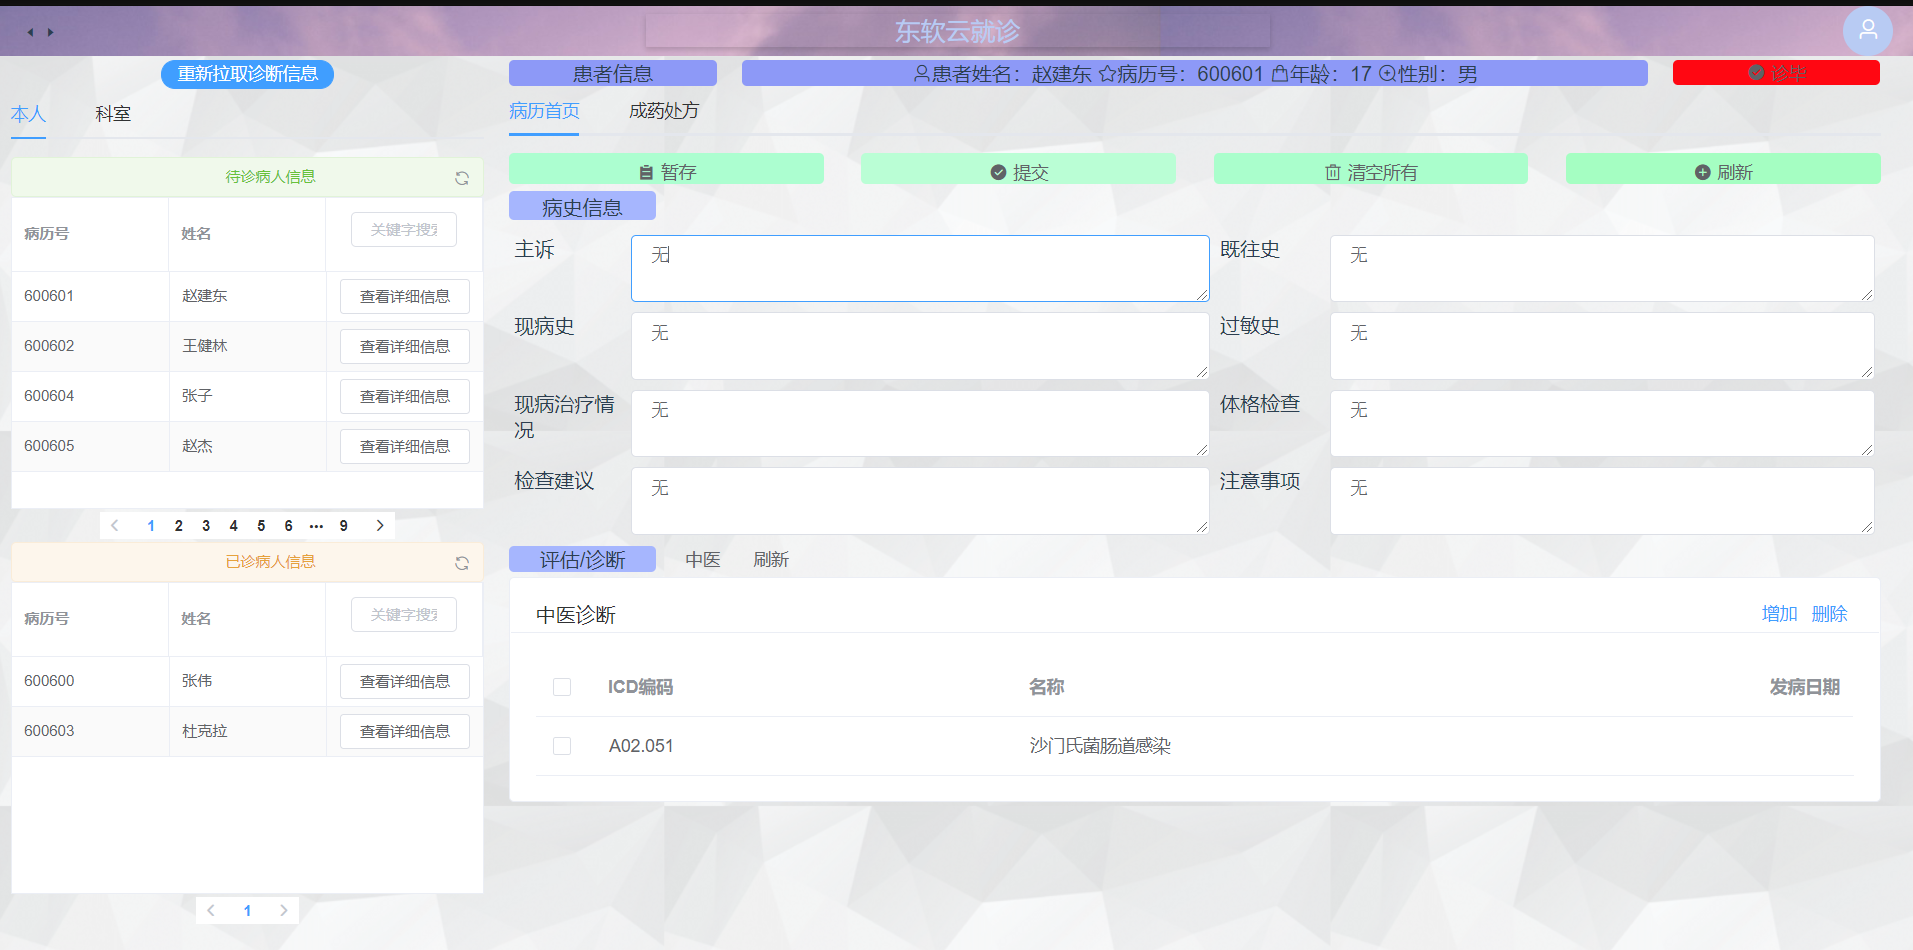 东软云就诊
重新拉取诊断信息
本人 科室
待诊病人信息
病历号 姓名 关键字搜索
600601 赵建东 查看详细信息
600602 王健林 查看详细信息
600604 张子 查看详细信息
600605 赵杰 查看详细信息
1 2 3 4 5 6 ••• 9
已诊病人信息
病历号 姓名 关键字搜索
600600 张伟 查看详细信息
600603 杜克拉 查看详细信息
1
患者信息 患者姓名：赵建东 病历号：600601 年龄：17 性别：男 诊毕
病历首页 成药处方
暂存 提交 清空所有 刷新
病史信息
主诉 无 既往史 无
现病史 无 过敏史 无
现病治疗情 无 体格检查 无
况
检查建议 无 注意事项 无
评估/诊断 中医 刷新
中医诊断 增加 删除
ICD编码 名称 发病日期
A02.051 沙门氏菌肠道感染